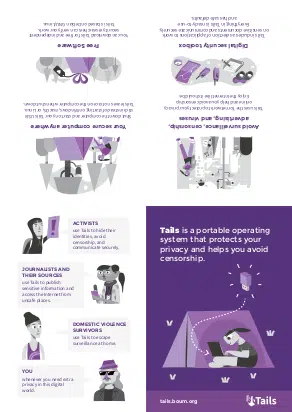 Your secure computer anywhere
Shut down the computer and start on your Tails USB stick
instead of starting on Windows, macOS, or Linux.
Tails leaves no trace on the computer when shut down.
Free software
You can download Tails for free and independent
security researchers can verify our work.
Tails is based on Debian GNU/Linux.
Avoid surveillance, censorship,
advertising, and viruses
Tails uses the Tor network to protect your privacy
online and help you avoid censorship.
Enjoy the Internet like it should be.
Digital security toolbox
Tails includes a selection of applications to work
on sensitive documents and communicate securely.
Everything in Tails is ready-to-use
and has safe defaults.
ACTIVISTS
use Tails to hide their
identities, avoid
censorship, and
communicate securely.
JOURNALISTS AND
THEIR SOURCES
use Tails to publish
sensitive information and
access the Internet from
unsafe places.
DOMESTIC VIOLENCE
SURVIVORS
use Tails to escape
surveillance at home.
YOU
whenever you need extra
privacy in this digital
world.
Tails is a portable operating
system that protects your
privacy and helps you avoid
censorship.
tails.boum.org
Tails